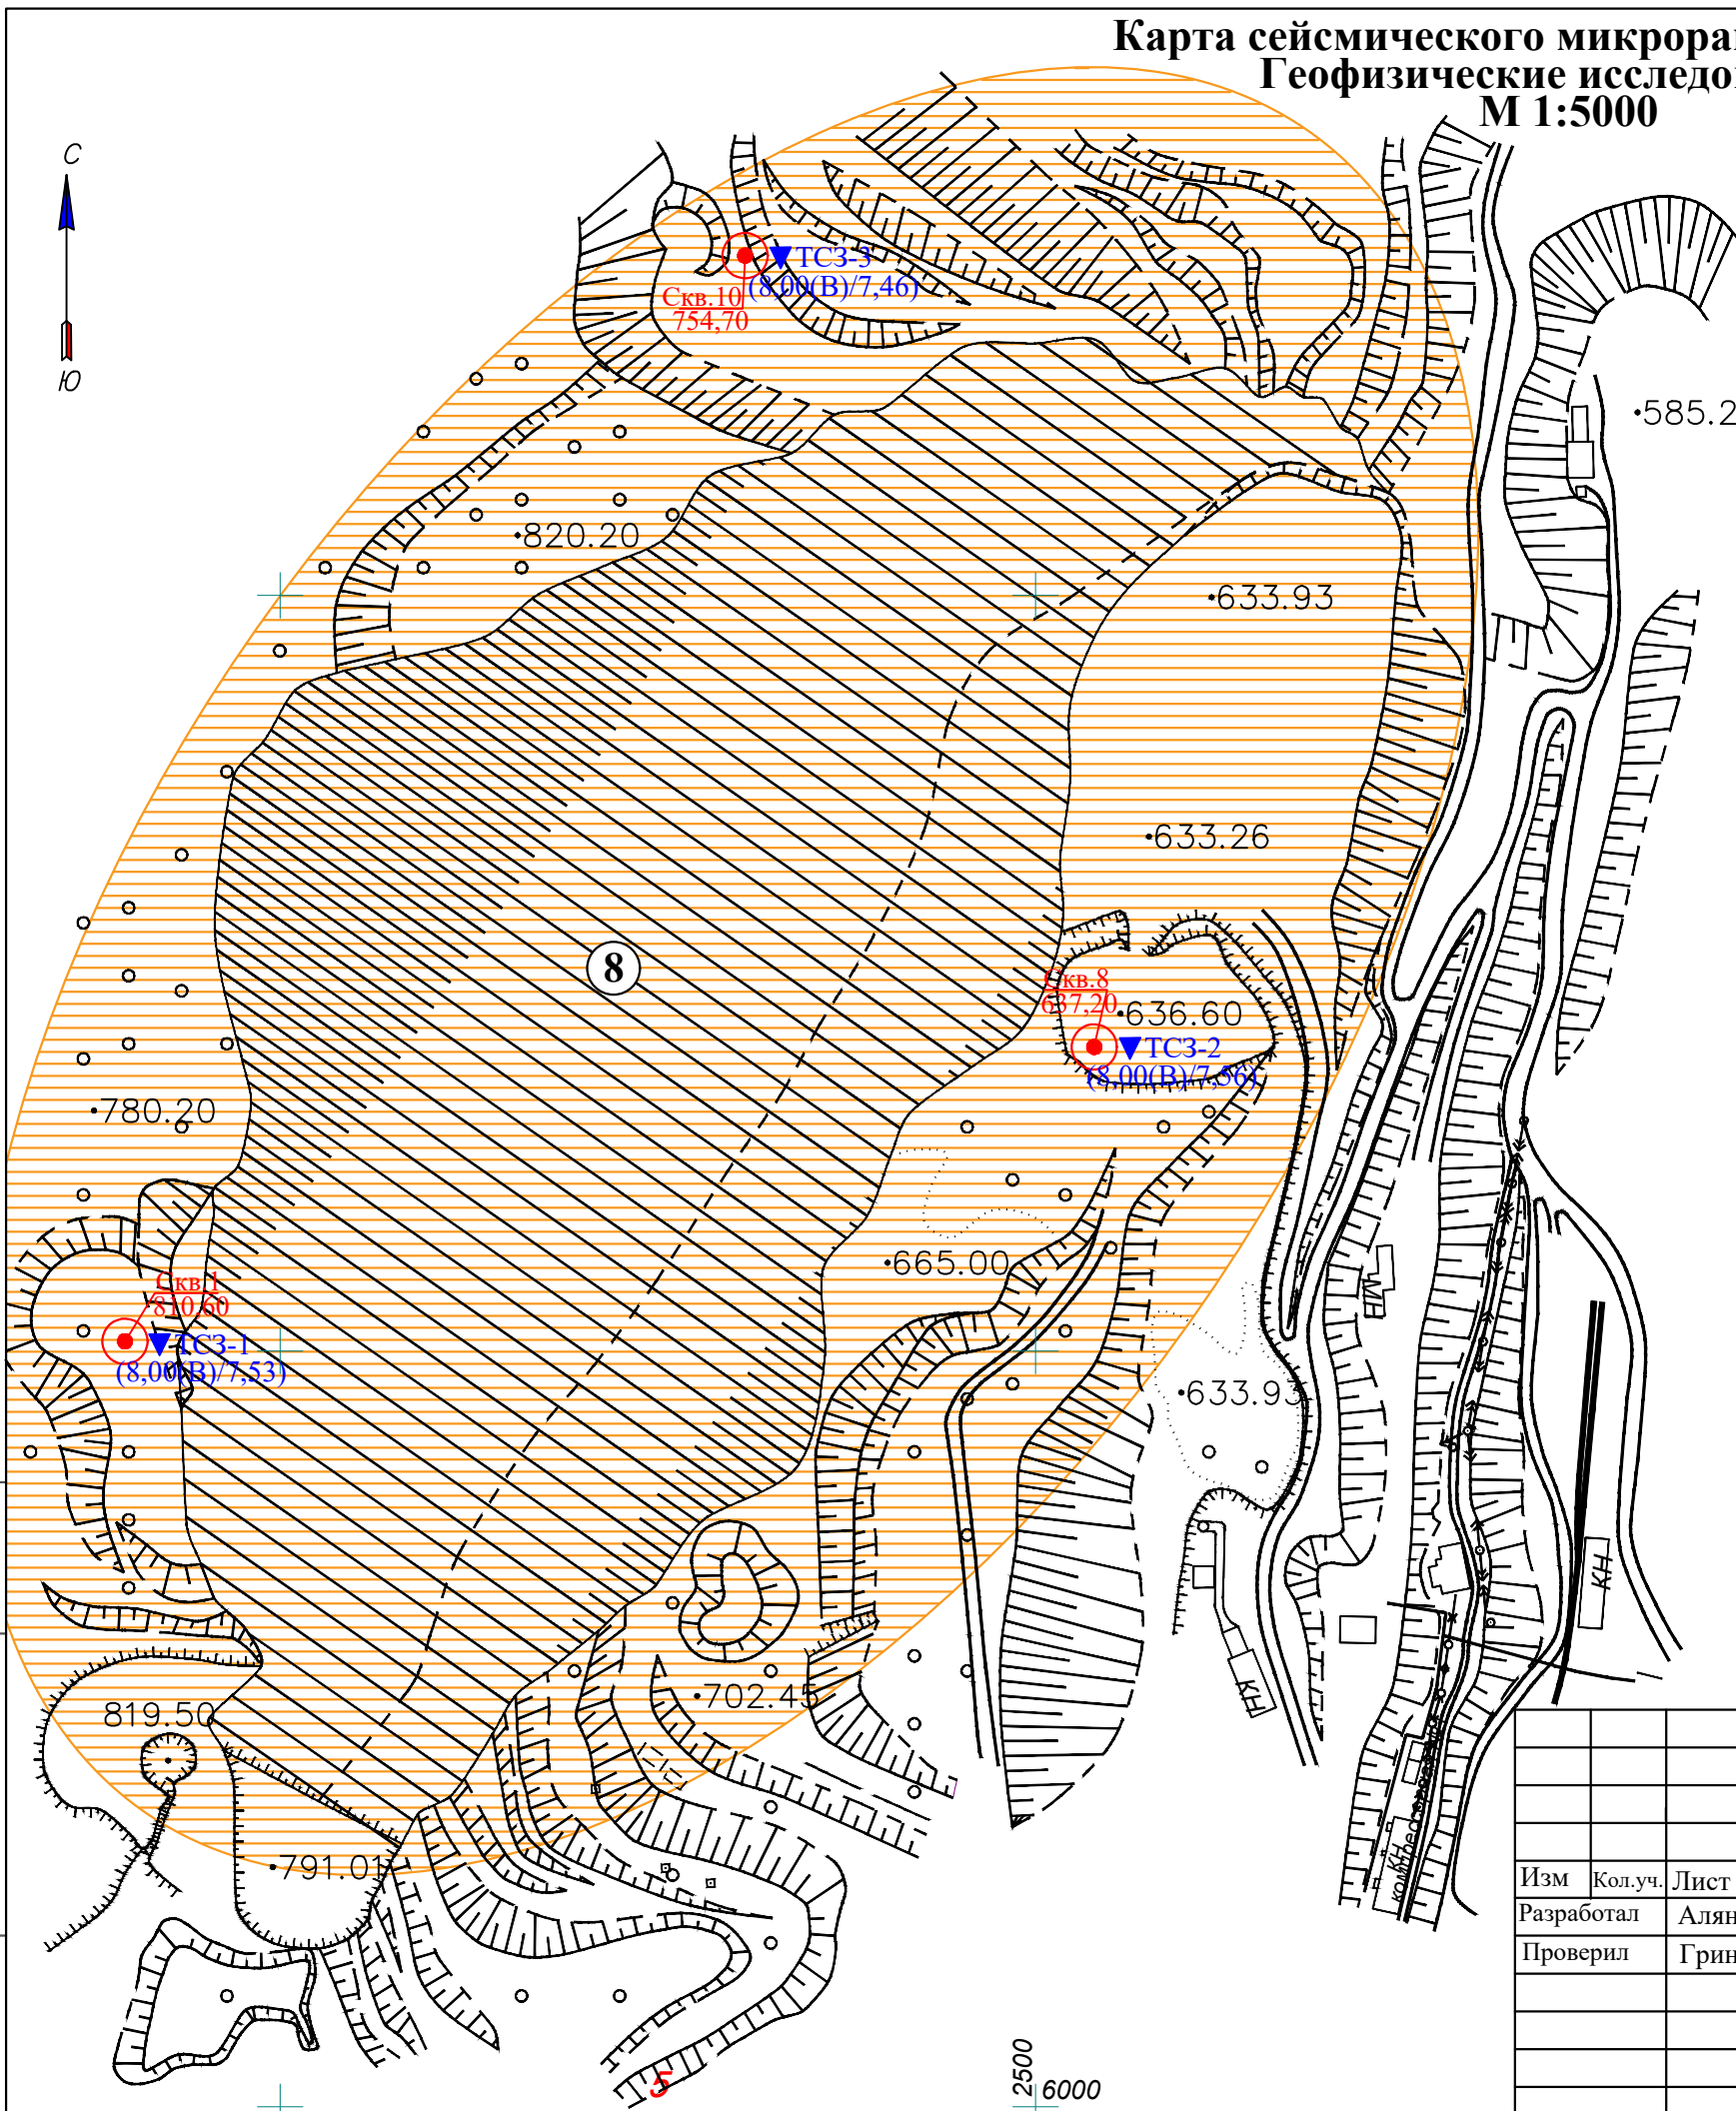 Карта сейсмического микрора
Геофизические исследо
М 1:5000
С
Ю
ТСЗ-3
(8,00(В)/7,46)
Скв.10
754,70
585.2
820.20
633.93
633.26
8
Скв.8
637,20
636.60
ТСЗ-2
(8,00(В)/7,56)
780.20
665.00
Скв.1
810,60
ТСЗ-1
(8,00(В)/7,53)
МН
633.93
КН
КН
702.45
819.50
791.01
КН
Изм Кол.уч. Лист
Разработал Алян
Проверил Грин
5
2500
6000